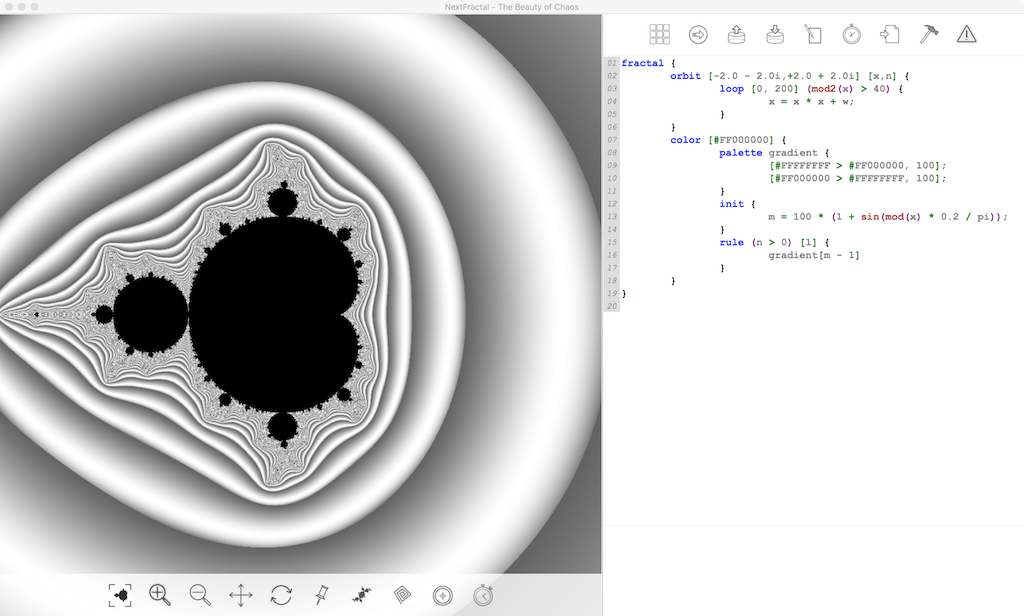 NextFractal - The Beauty of Chaos
01 fractal {
02 orbit [-2.0 - 2.0i,+2.0 + 2.0i] [x,n] {
03 loop [0, 200] (mod2(x) > 40) {
04 x = x * x + w;
05 }
06 }
07 color [#FF000000] {
08 palette gradient {
09 [#FFFFFFFF > #FF000000, 100];
10 [#FF000000 > #FFFFFFFF, 100];
11 }
12 init {
13 m = 100 * (1 + sin(mod(x) * 0.2 / pi));
14 }
15 rule (n > 0) [1] {
16 gradient[m - 1]
17 }
18 }
19 }
20